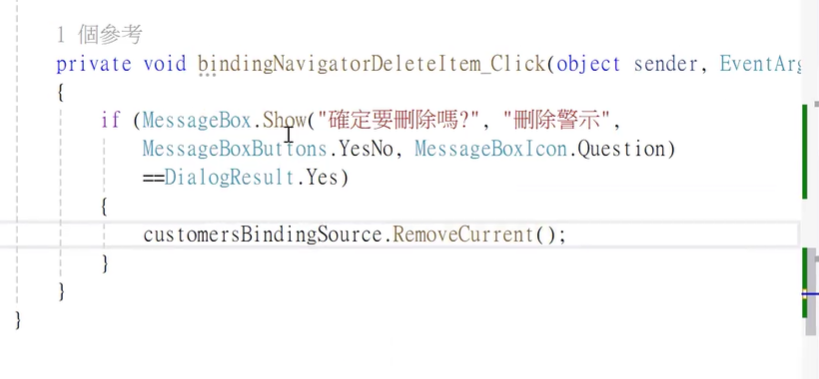 1 個參考
private void bindingNavigatorDeleteItem_Click(object sender, EventArg
{
if (MessageBox.Show("確定要刪除嗎?", "刪除警示",
MessageBoxButtons.YesNo, MessageBoxIcon.Question)
==DialogResult.Yes)
{
customersBindingSource.RemoveCurrent();
}
}
}